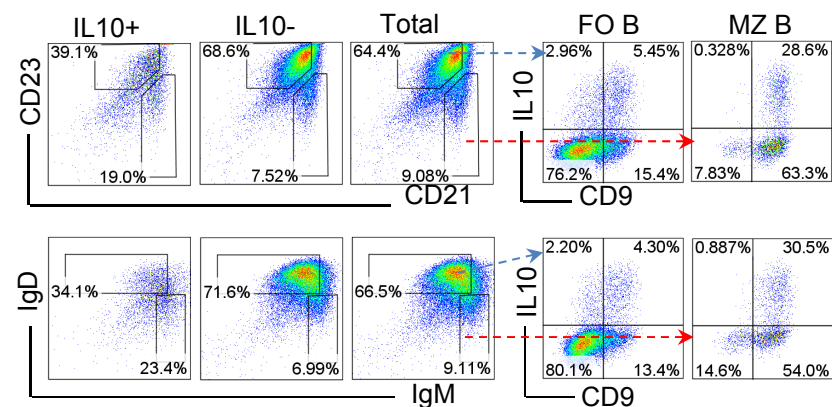 IL10+ IL10- Total FO B MZ B
39.1% 68.6% 64.4% 2.96% 5.45% 0.328% 28.6%
CD23 IL10
19.0% 7.52% 9.08% 76.2% 15.4% 7.83% 63.3%
CD21 CD9
2.20% 4.30% 0.887% 30.5%
34.1% 71.6% 66.5%
IgD IL10
23.4% 6.99% 9.11% 80.1% 13.4% 14.6% 54.0%
IgM CD9